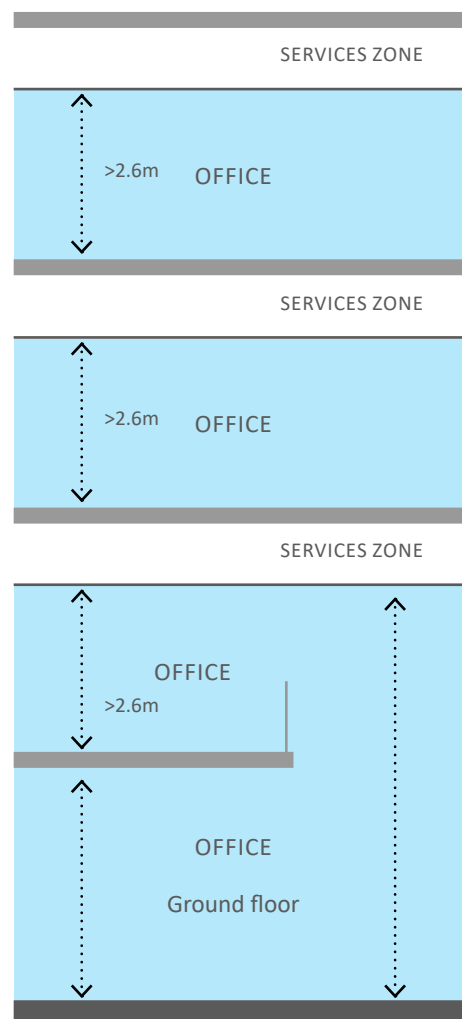 SERVICES ZONE
>2.6m
OFFICE
SERVICES ZONE
>2.6m
OFFICE
SERVICES ZONE
OFFICE
>2.6m
OFFICE
Ground floor